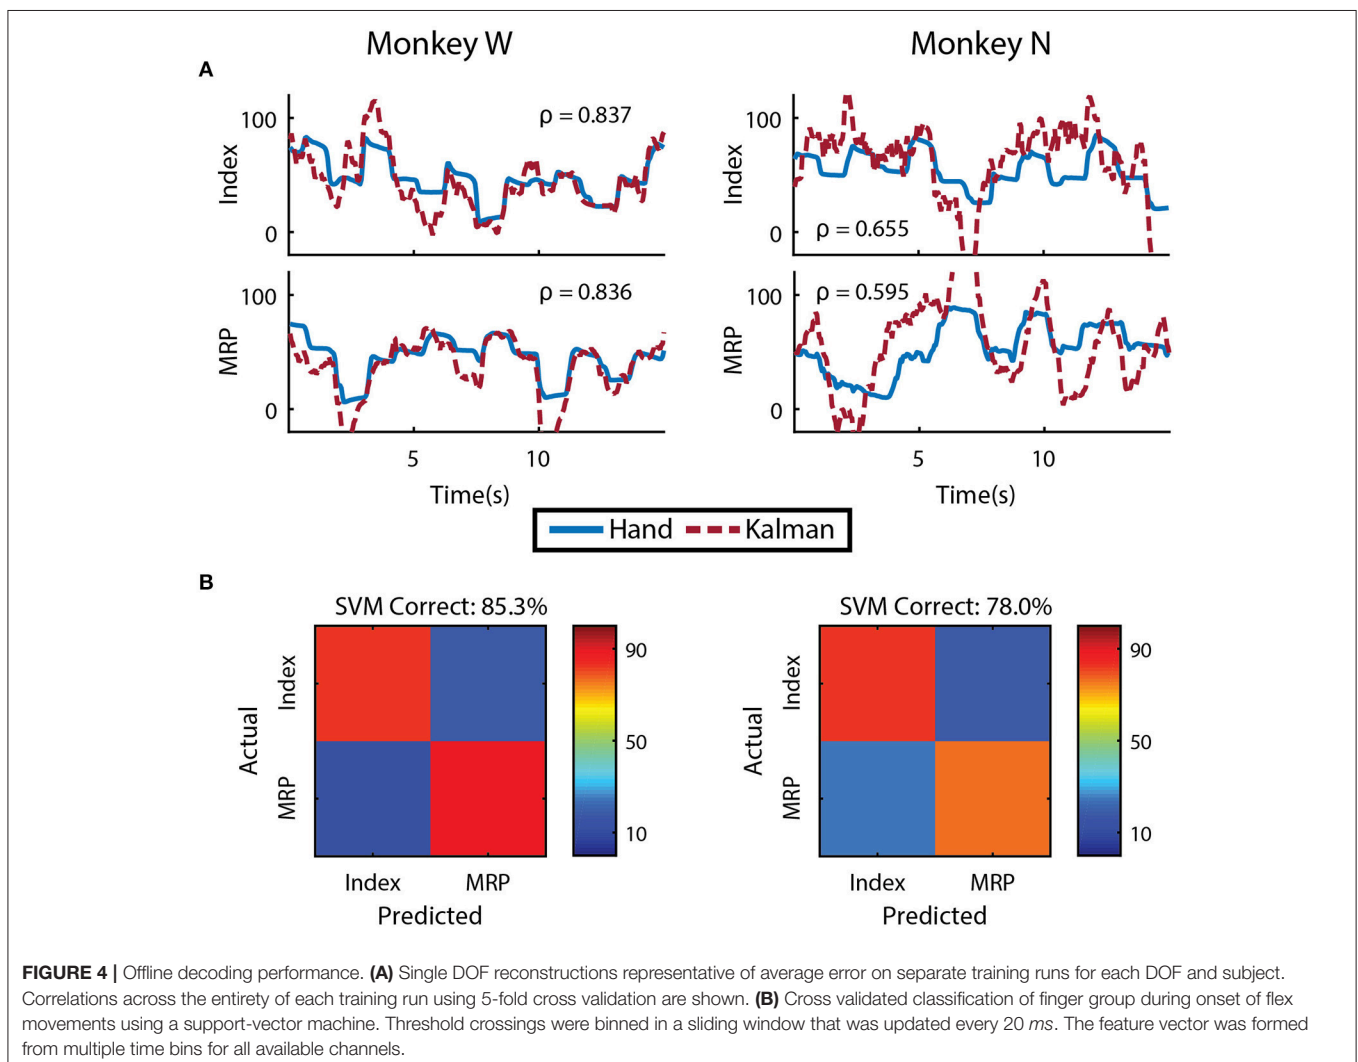 Monkey W
Monkey N
A
100
Index
0
ρ = 0.837
100
Index
0
ρ = 0.655
100
MRP
0
ρ = 0.836
5
10
Time(s)
100
MRP
0
ρ = 0.595
5
10
Time(s)
Hand
Kalman
B
SVM Correct: 85.3%
Actual
Index
MRP
Index
MRP
Predicted
90
50
10
SVM Correct: 78.0%
Actual
Index
MRP
Index
MRP
Predicted
90
50
10
FIGURE 4 | Offline decoding performance. (A) Single DOF reconstructions representative of average error on separate training runs for each DOF and subject.
Correlations across the entirety of each training run using 5-fold cross validation are shown. (B) Cross validated classification of finger group during onset of flex
movements using a support-vector machine. Threshold crossings were binned in a sliding window that was updated every 20 ms. The feature vector was formed
from multiple time bins for all available channels.